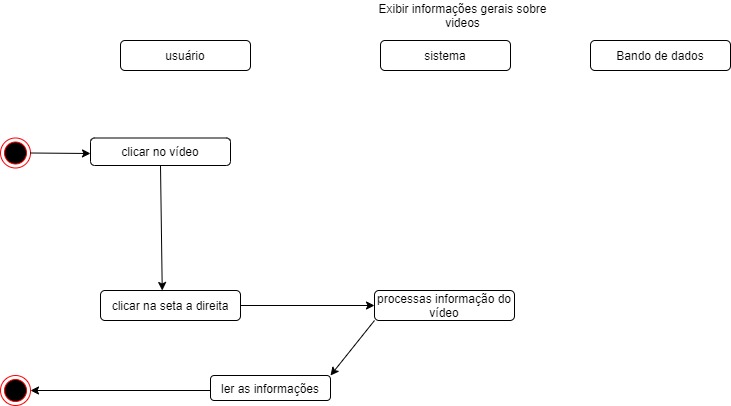 Exibir informações gerais sobre
videos
usuário
sistema
Bando de dados
clicar no vídeo
clicar na seta a direita
processas informação do
vídeo
ler as informações